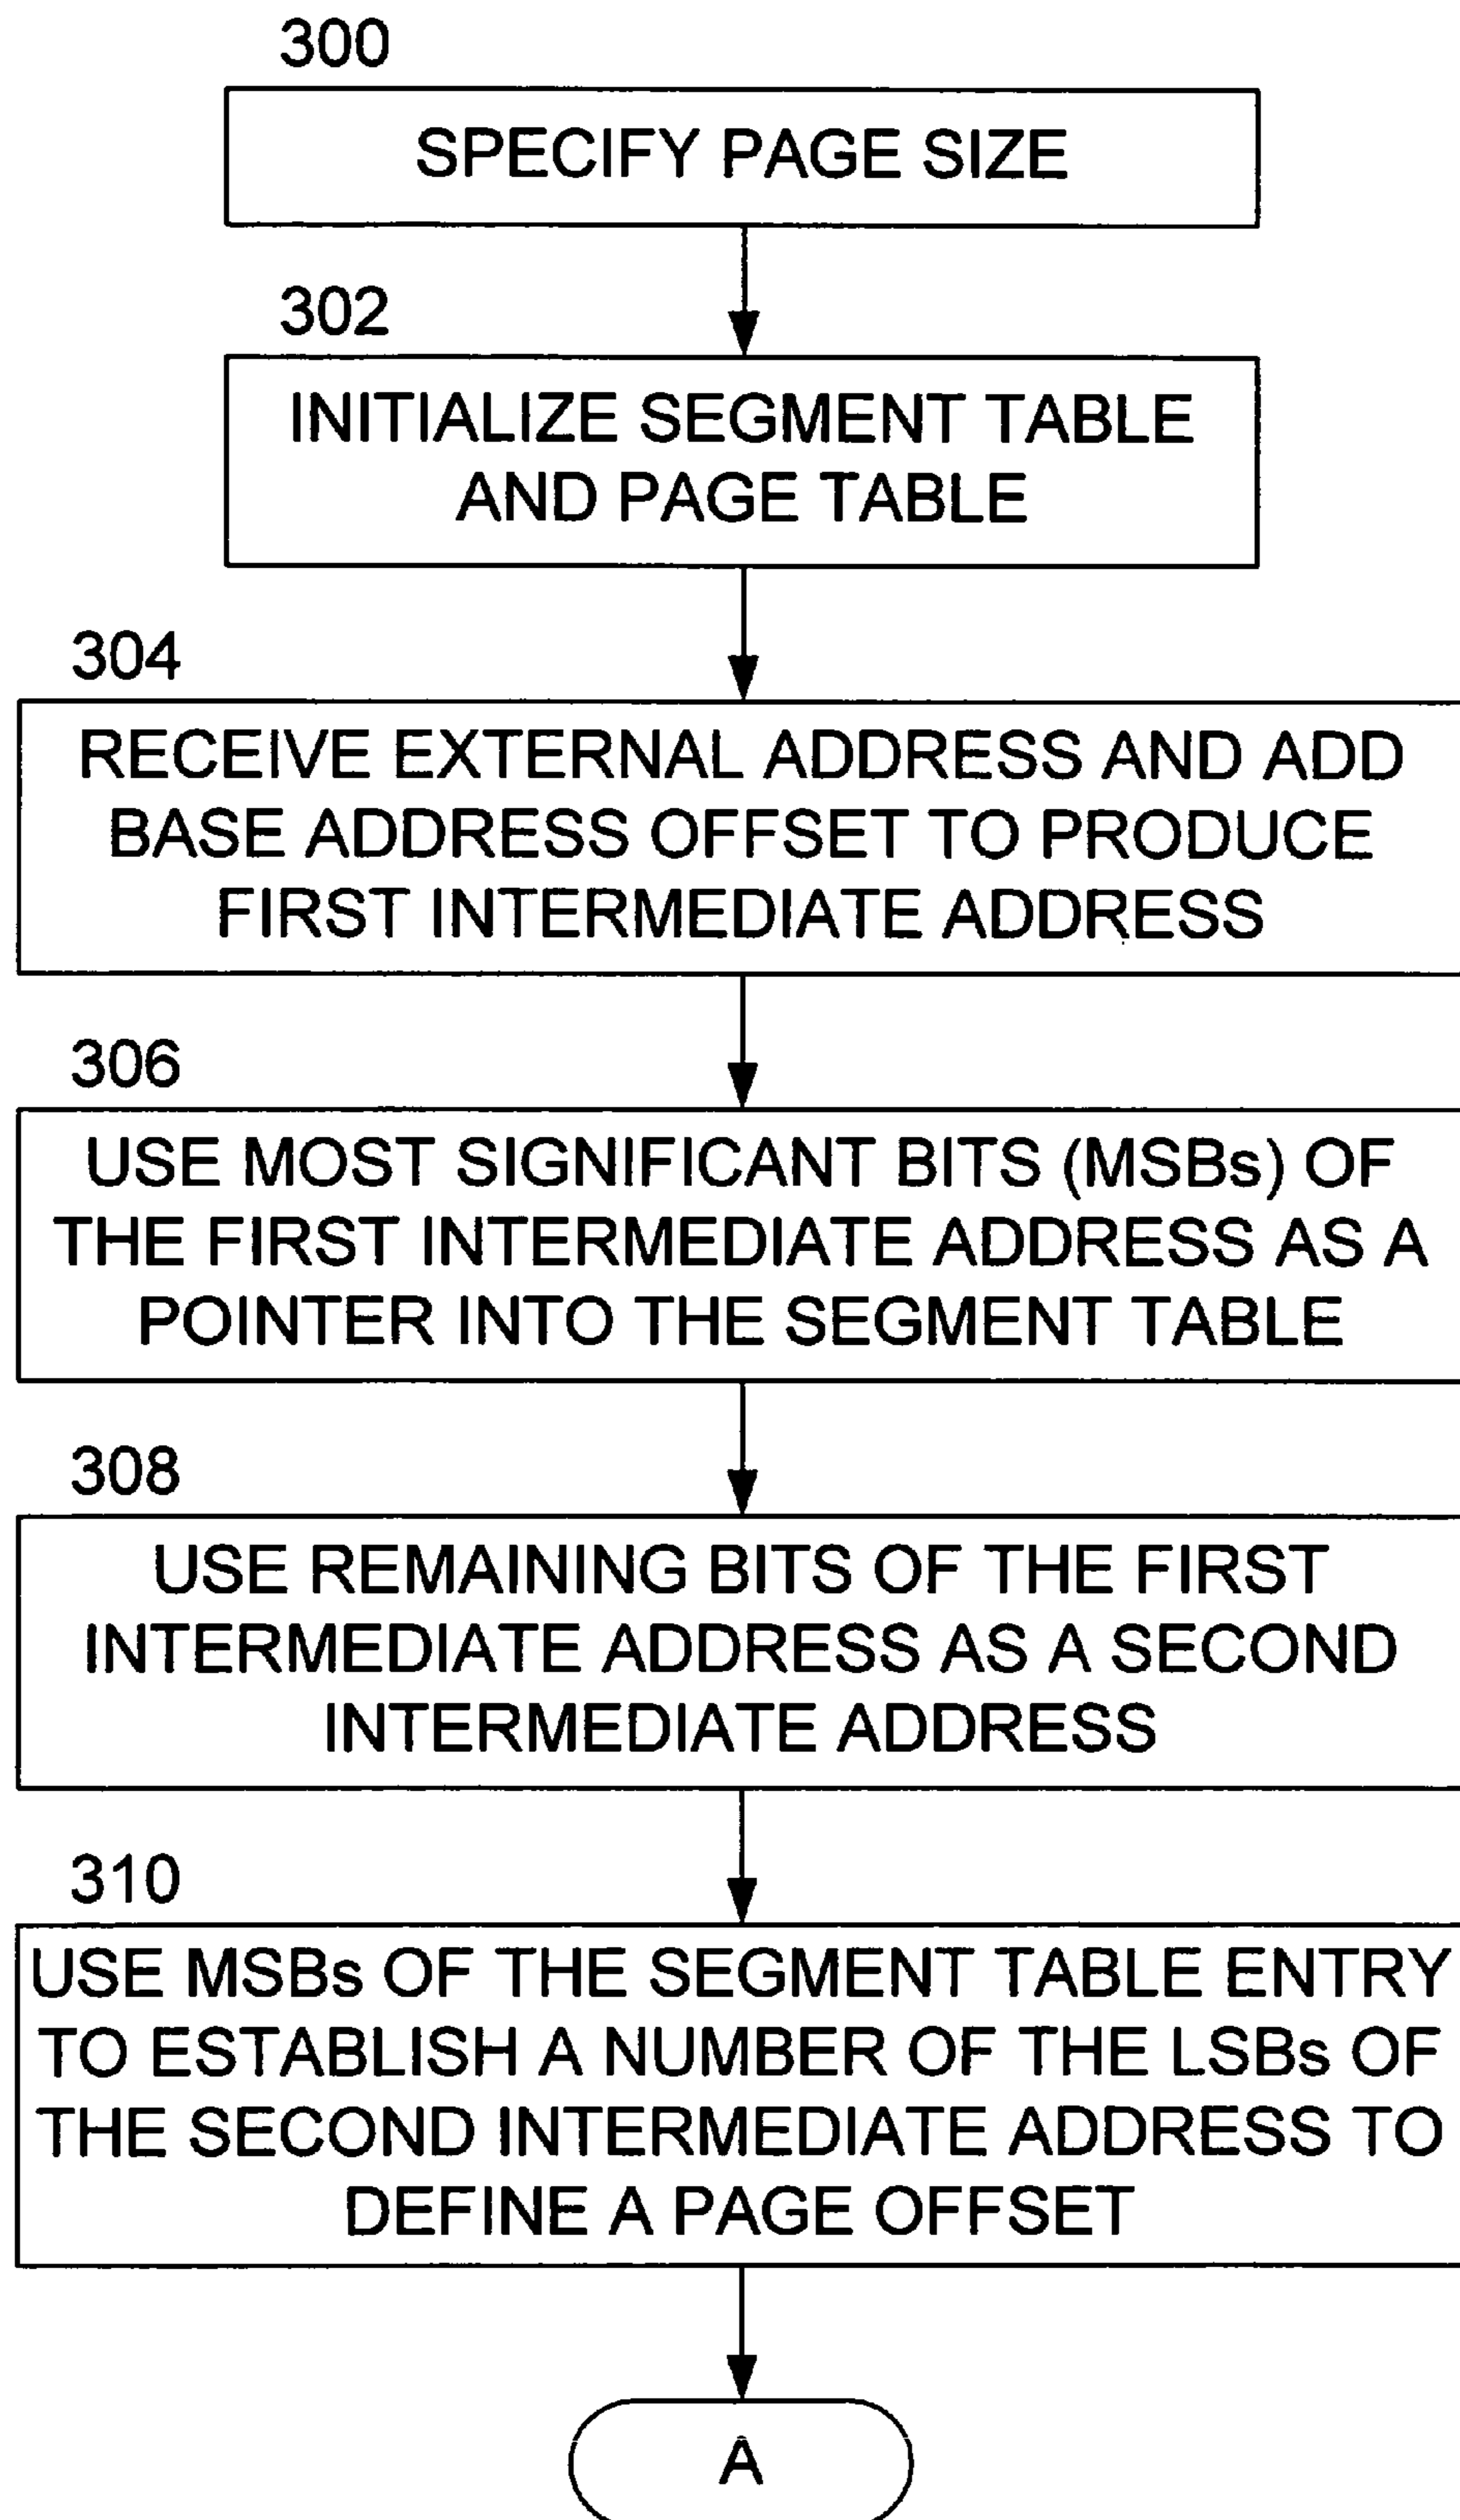 300
SPECIFY PAGE SIZE
302
INITIALIZE SEGMENT TABLE
AND PAGE TABLE
304
RECEIVE EXTERNAL ADDRESS AND ADD
BASE ADDRESS OFFSET TO PRODUCE
FIRST INTERMEDIATE ADDRESS
306
USE MOST SIGNIFICANT BITS (MSBs) OF
THE FIRST INTERMEDIATE ADDRESS AS A
POINTER INTO THE SEGMENT TABLE
308
USE REMAINING BITS OF THE FIRST
INTERMEDIATE ADDRESS AS A SECOND
INTERMEDIATE ADDRESS
310
USE MSBs OF THE SEGMENT TABLE ENTRY
TO ESTABLISH A NUMBER OF THE LSBs OF
THE SECOND INTERMEDIATE ADDRESS TO
DEFINE A PAGE OFFSET
A